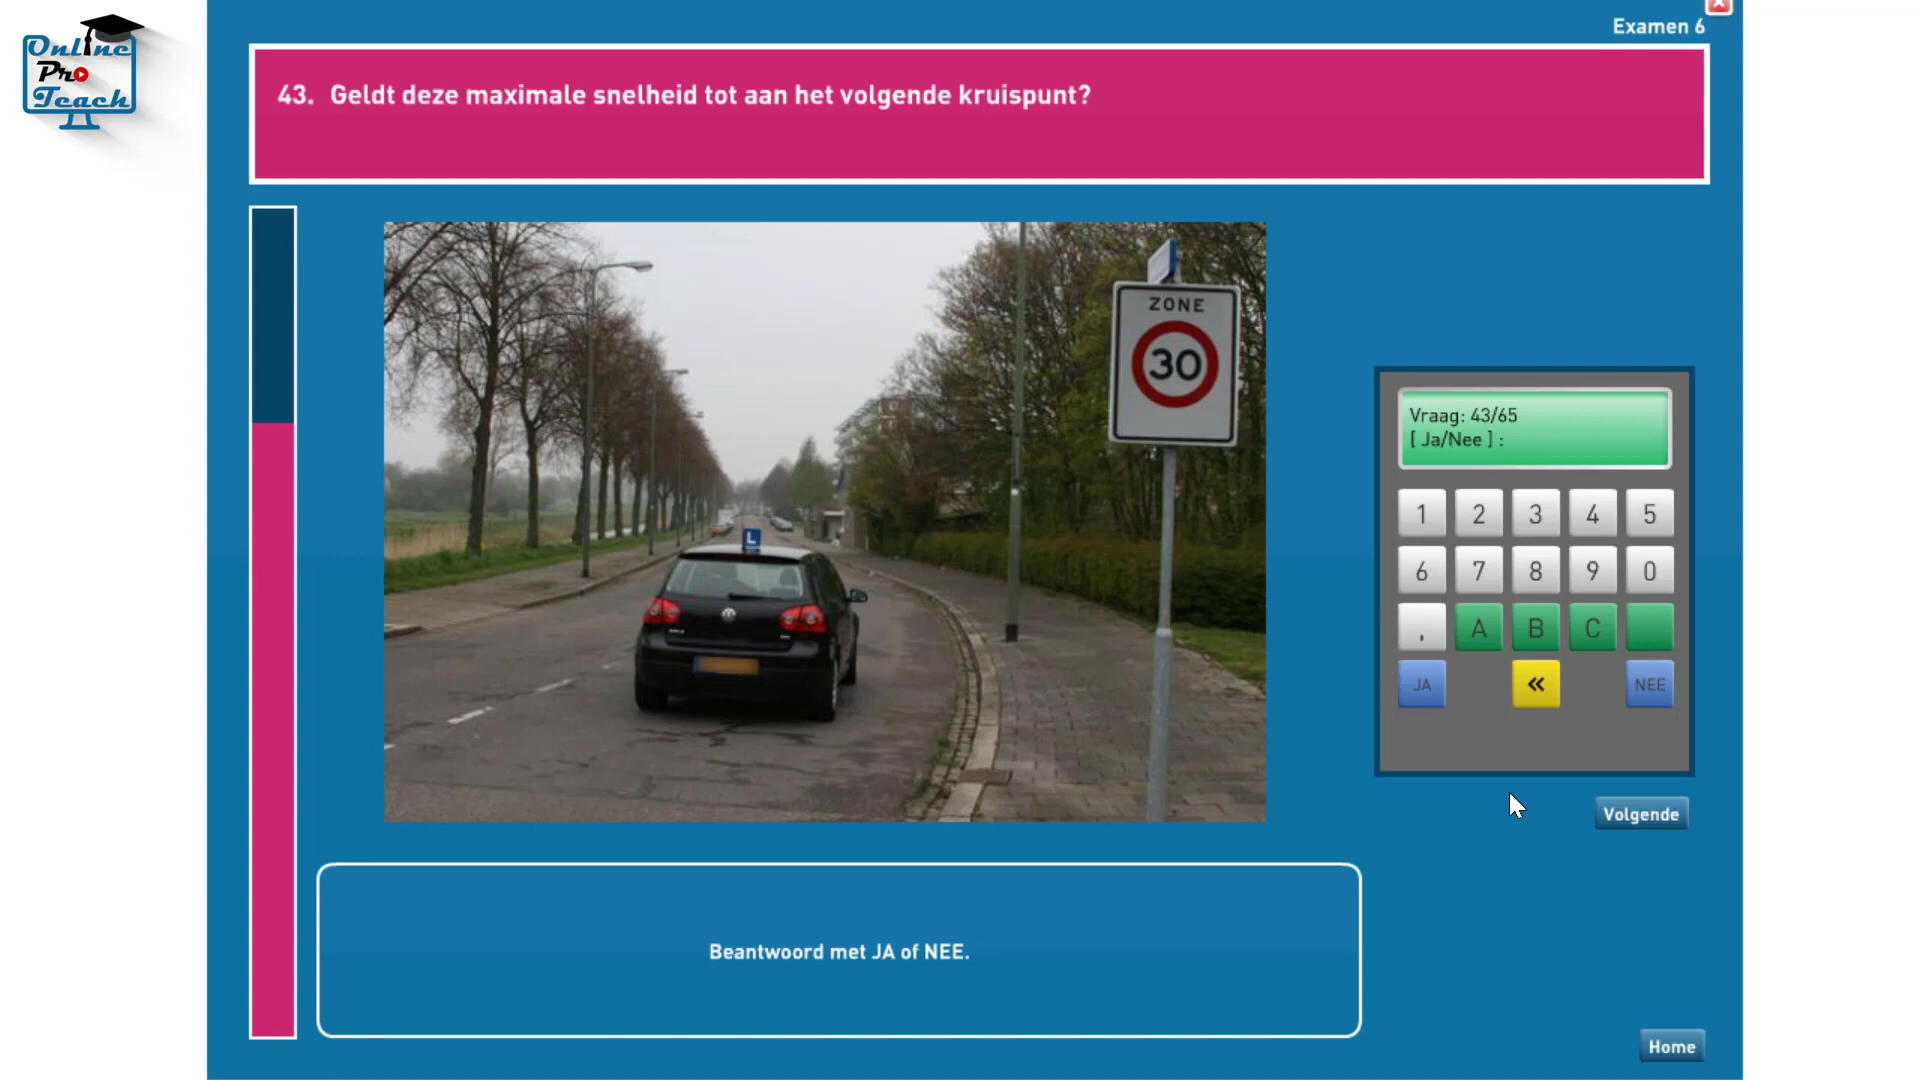 Online
Pro
Teach
Examen 6
43. Geldt deze maximale snelheid tot aan het volgende kruispunt?
ZONE
30
L
Vraag: 43/65
[ Ja/Nee ] :
1 2 3 4 5
6 7 8 9 0
, A B C
JA « NEE
Volgende
Beantwoord met JA of NEE.
Home